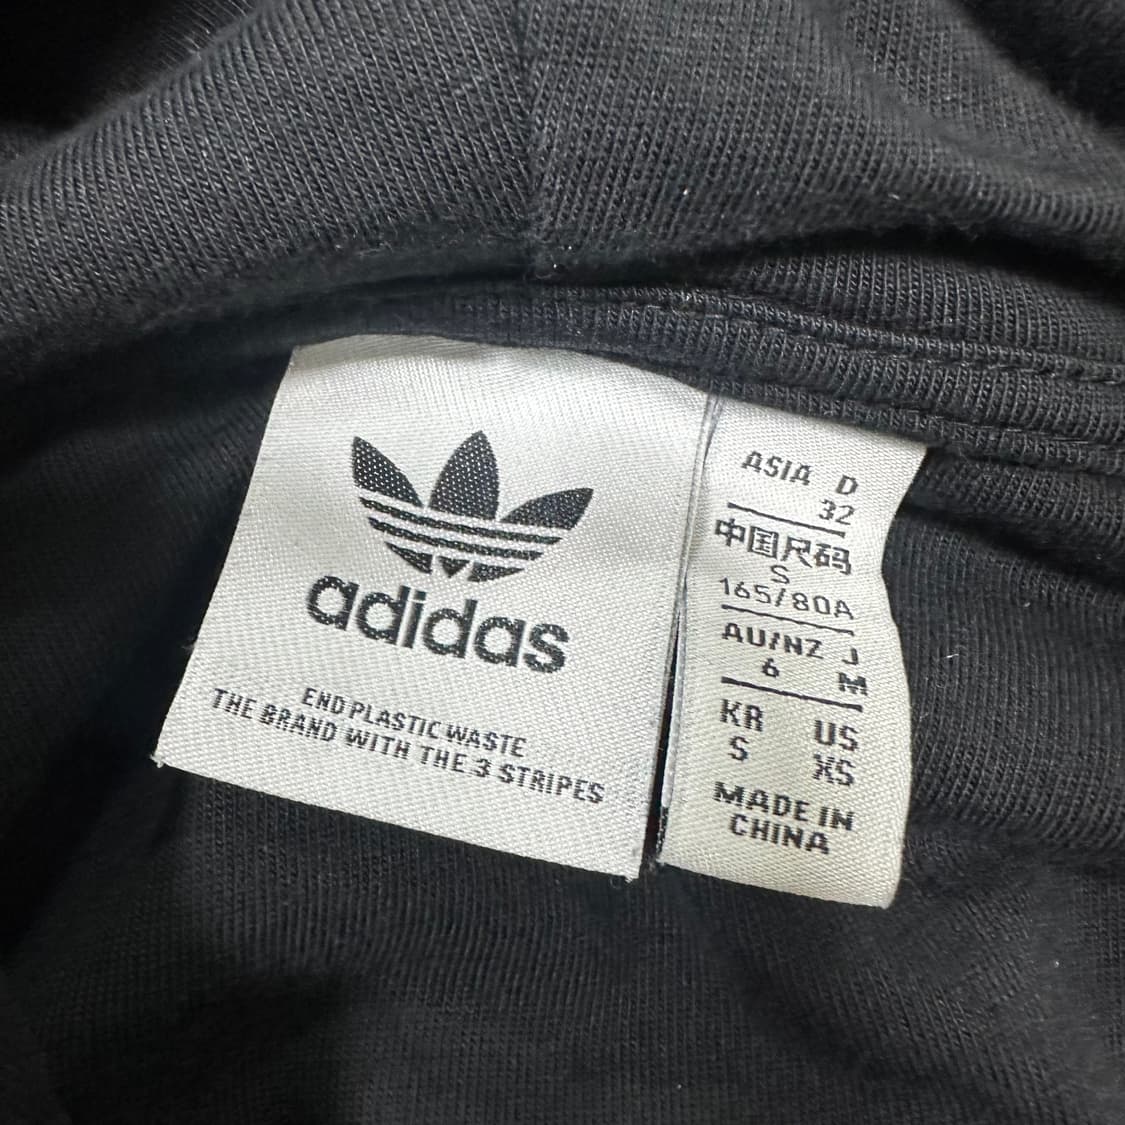 adidas
END PLASTIC WASTE
THE BRAND WITH THE 3 STRIPES
ASIA D
32
中国尺码
S
165/80A
AU/NZ J
6 M
KR US
S XS
MADE IN
CHINA